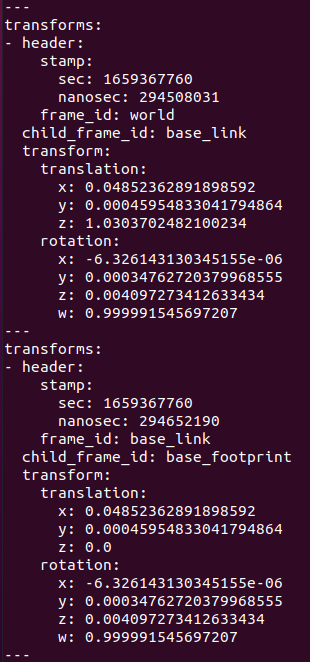 ---
transforms:
- header:
    stamp:
      sec: 1659367760
      nanosec: 294508031
    frame_id: world
  child_frame_id: base_link
  transform:
    translation:
      x: 0.04852362891898592
      y: 0.00045954833041794864
      z: 1.0303702482100234
    rotation:
      x: -6.326143130345155e-06
      y: 0.00034762720379968555
      z: 0.004097273412633434
      w: 0.999991545697207
---
transforms:
- header:
    stamp:
      sec: 1659367760
      nanosec: 294652190
    frame_id: base_link
  child_frame_id: base_footprint
  transform:
    translation:
      x: 0.04852362891898592
      y: 0.00045954833041794864
      z: 0.0
    rotation:
      x: -6.326143130345155e-06
      y: 0.00034762720379968555
      z: 0.004097273412633434
      w: 0.999991545697207
---